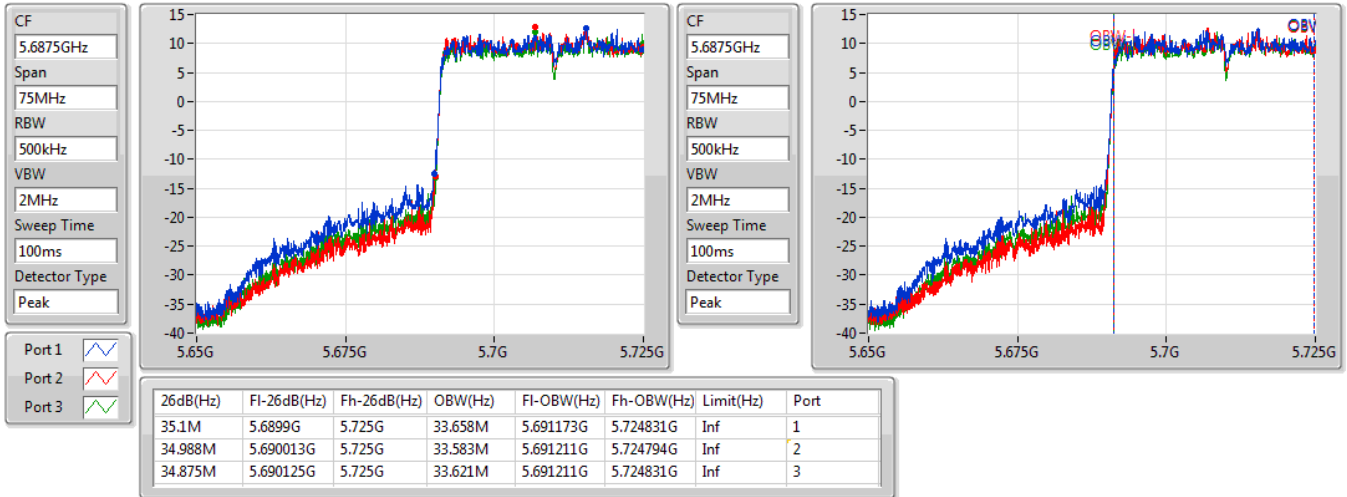 CF
5.6875GHz
Span
75MHz
RBW
500kHz
VBW
2MHz
Sweep Time
100ms
Detector Type
Peak
Port 1
Port 2
Port 3
15
10
5
0
-5
-10
-15
-20
-25
-30
-35
-40
5.65G 5.675G 5.7G 5.725G
CF
5.6875GHz
Span
75MHz
RBW
500kHz
VBW
2MHz
Sweep Time
100ms
Detector Type
Peak
15
10
5
0
-5
-10
-15
-20
-25
-30
-35
-40
5.65G 5.675G 5.7G 5.725G
26dB(Hz) Fl-26dB(Hz) Fh-26dB(Hz) OBW(Hz) Fl-OBW(Hz) Fh-OBW(Hz) Limit(Hz) Port
35.1M 5.6899G 5.725G 33.658M 5.691173G 5.724831G Inf 1
34.988M 5.690013G 5.725G 33.583M 5.691211G 5.724794G Inf 2
34.875M 5.690125G 5.725G 33.621M 5.691211G 5.724831G Inf 3